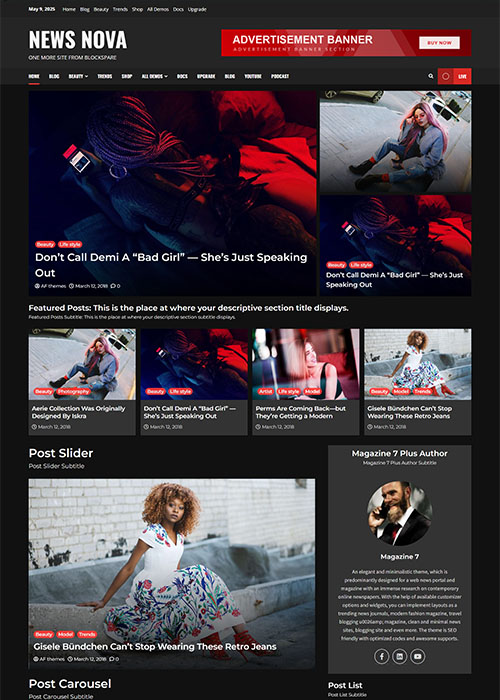 May 9, 2025 Home Blog Beauty Trends Shop All Demos Docs Upgrade
NEWS NOVA
ONE MORE SITE FROM BLOCKSPARE
ADVERTISEMENT BANNER
ADVERTISEMENT BANNER SECTION
BUY NOW
HOME BLOG BEAUTY TRENDS SHOP ALL DEMOS DOCS UPGRADE BLOG YOUTUBE PODCAST
LIVE
Beauty Life style
Don't Call Demi A “Bad Girl” — She's Just Speaking
Out
AF themes March 12, 2018 0
Beauty Life style
Don't Call Demi A “Bad Girl” — She's Just Speaking
Out
Featured Posts: This is the place at where your descriptive section title displays.
Featured Posts Subtitle: This is the place at where your descriptive section subtitle displays.
Beauty Photography
Aerie Collection Was Originally
Designed By Iskra
March 12, 2018
Beauty Life style
Don't Call Demi A “Bad Girl” —
She's Just Speaking Out
March 12, 2018
Artist Life style Model
Perms Are Coming Back—but
They're Getting a Modern
March 12, 2018
Beauty Model Trends
Gisele Bündchen Can't Stop
Wearing These Retro Jeans
March 12, 2018
Post Slider
Post Slider Subtitle
Beauty Model Trends
Gisele Bündchen Can't Stop Wearing These Retro Jeans
AF themes March 12, 2018 0
Post Carousel
Post Carousel Subtitle
Magazine 7 Plus Author
Magazine 7 Plus Author Subtitle
Magazine 7
An elegant and minimalistic theme, which is
predominantly designed for a web news portal and
magazine with an immense research on contemporary
online newspapers. With the help of available customizer
options and widgets, you can implement layouts as a
trending news journals, modern fashion magazine, travel
blogging u0026amp; magazine, clean and minimal news
sites, blogging site and even more. The theme is SEO
friendly with optimized codes and awesome supports.
Post List
Post List Subtitle